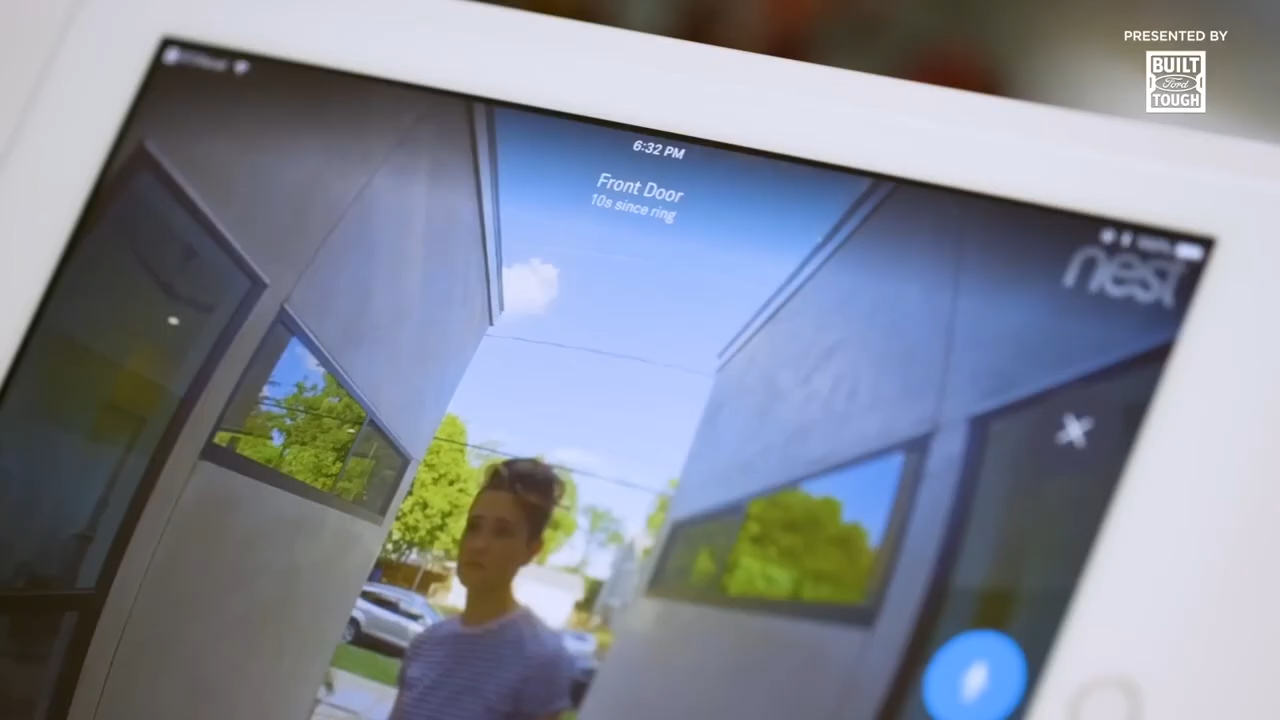 PRESENTED BY
BUILT
Ford
TOUGH
6:32 PM
Front Door
10s since ring
nest